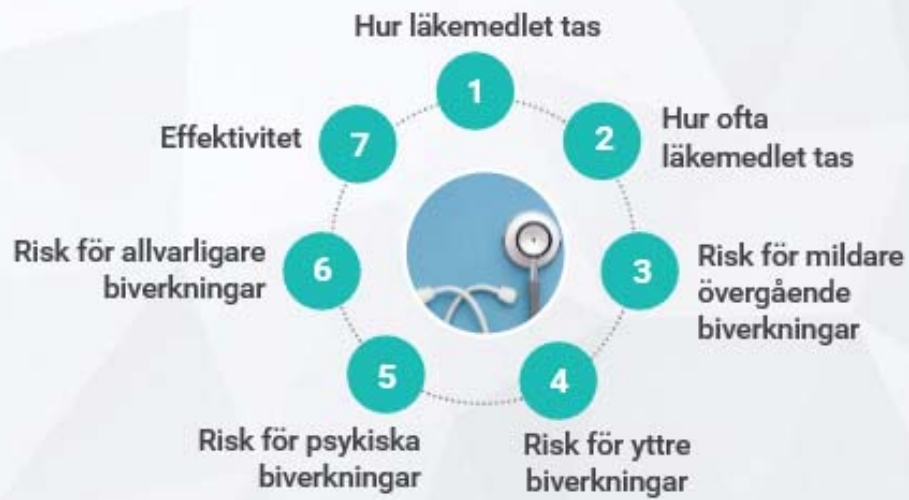 Hur läkemedlet tas
1
2
Hur ofta
läkemedlet tas
3
Risk för mildare
övergående
biverkningar
4
Risk för yttre
biverkningar
5
Risk för psykiska
biverkningar
6
Risk för allvarligare
biverkningar
7
Effektivitet